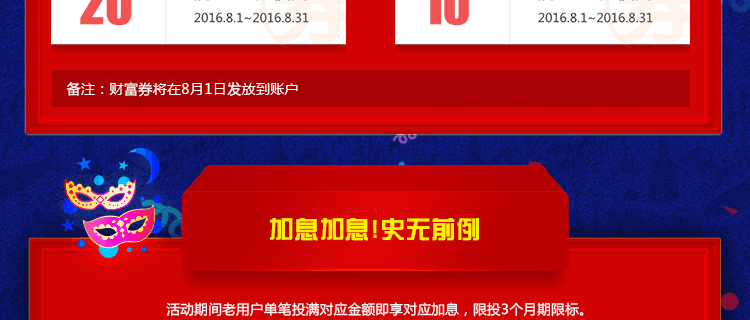 20
10
2016.8.1~2016.8.31
2016.8.1~2016.8.31
备注：财富券将在8月1日发放到账户
加息加息!史无前例
活动期间老用户单笔投满对应金额即享对应加息，限投3个月期限标。